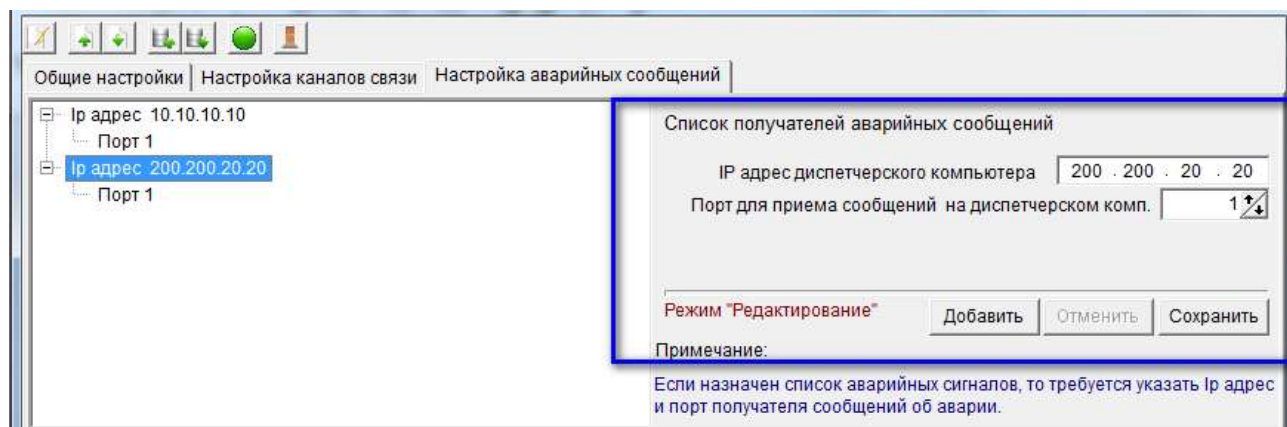 Общие настройки Настройка каналов связи Настройка аварийных сообщений
Ip адрес 10.10.10.10
Порт 1
Ip адрес 200.200.20.20
Порт 1
Список получателей аварийных сообщений
IP адрес диспетчерского компьютера 200 . 200 . 20 . 20
Порт для приема сообщений на диспетчерском комп. 1
Режим "Редактирование" Добавить Отменить Сохранить
Примечание:
Если назначен список аварийных сигналов, то требуется указать Ip адрес
и порт получателя сообщений об аварии.